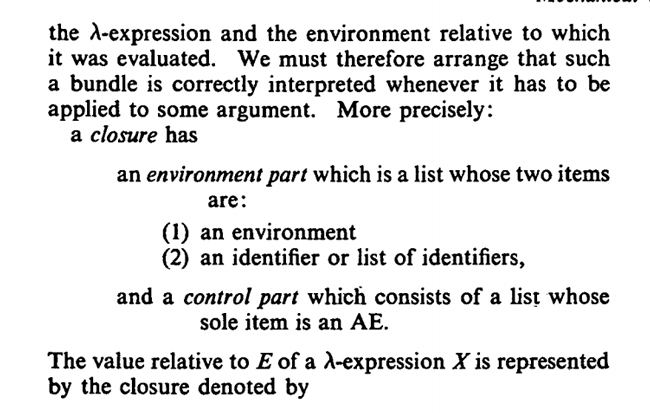 the λ-expression and the environment relative to which
it was evaluated. We must therefore arrange that such
a bundle is correctly interpreted whenever it has to be
applied to some argument. More precisely:
a closure has
an environment part which is a list whose two items
are:
(1) an environment
(2) an identifier or list of identifiers,
and a control part which consists of a list whose
sole item is an AE.
The value relative to E of a λ-expression X is represented
by the closure denoted by